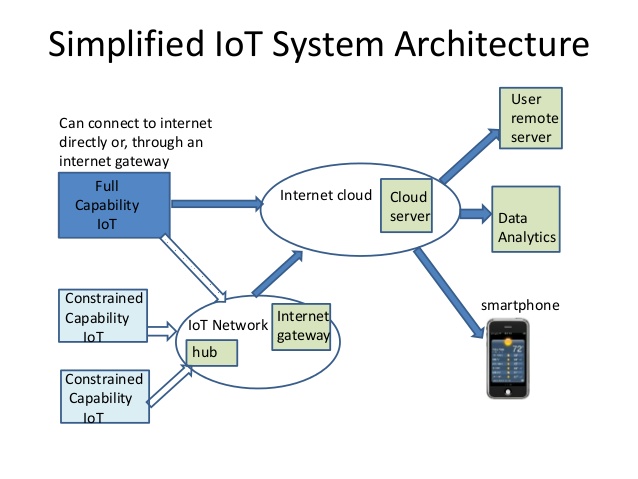 Simplified IoT System Architecture
Can connect to internet
directly or, through an
internet gateway
Full
Capability
IoT
Constrained
Capability
IoT
Constrained
Capability
IoT
IoT Network
hub
Internet
gateway
Internet cloud
Cloud
server
User
remote
server
Data
Analytics
smartphone
72°